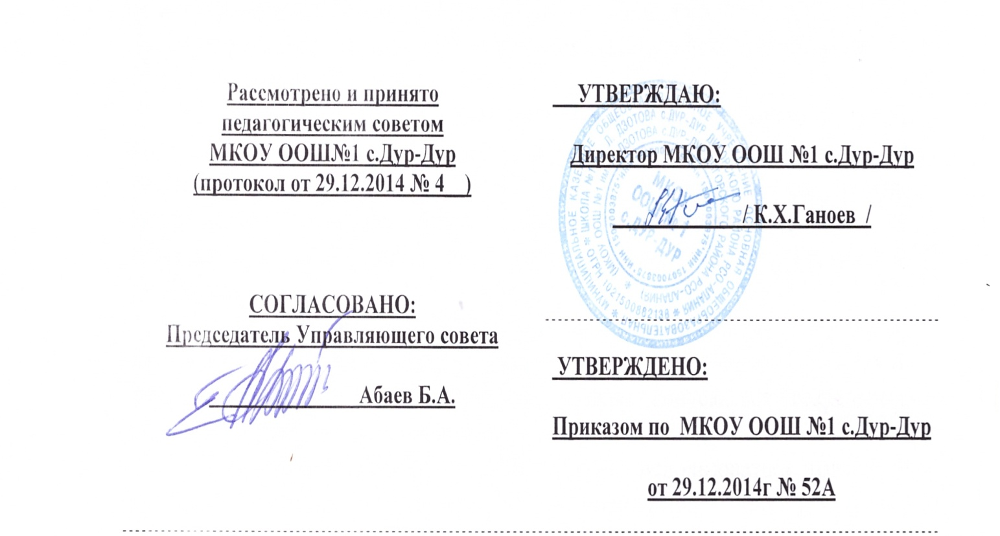 Рассмотрено и принято
педагогическим советом
МКОУ ООШ№1 с.Дур-Дур
(протокол от 29.12.2014 № 4 )
СОГЛАСОВАНО:
Председатель Управляющего совета
Абаев Б.А.
УТВЕРЖДАЮ:
Директор МКОУ ООШ №1 с.Дур-Дур
/ К.Х.Ганоев /
МКОУ
ООШ №1
с. ДУР-ДУР
УТВЕРЖДЕНО:
Приказом по МКОУ ООШ №1 с.Дур-Дур
от 29.12.2014г № 52А